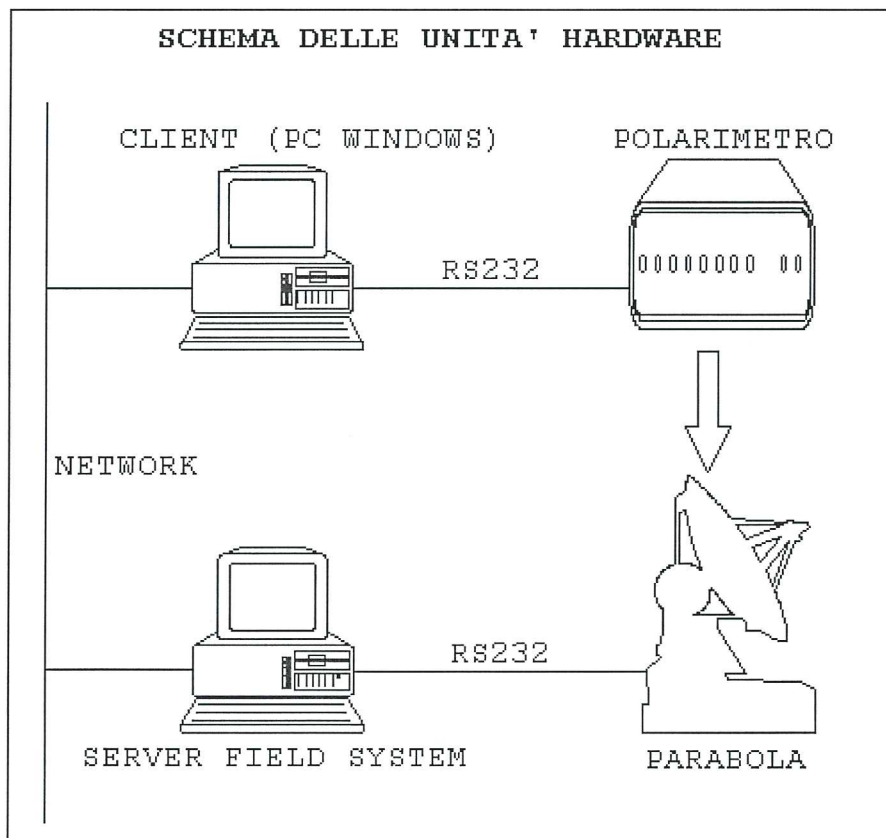 SCHEMA DELLE UNITA' HARDWARE
CLIENT (PC WINDOWS)
POLARIMETRO
RS232
00000000 00
NETWORK
RS232
SERVER FIELD SYSTEM
PARABOLA